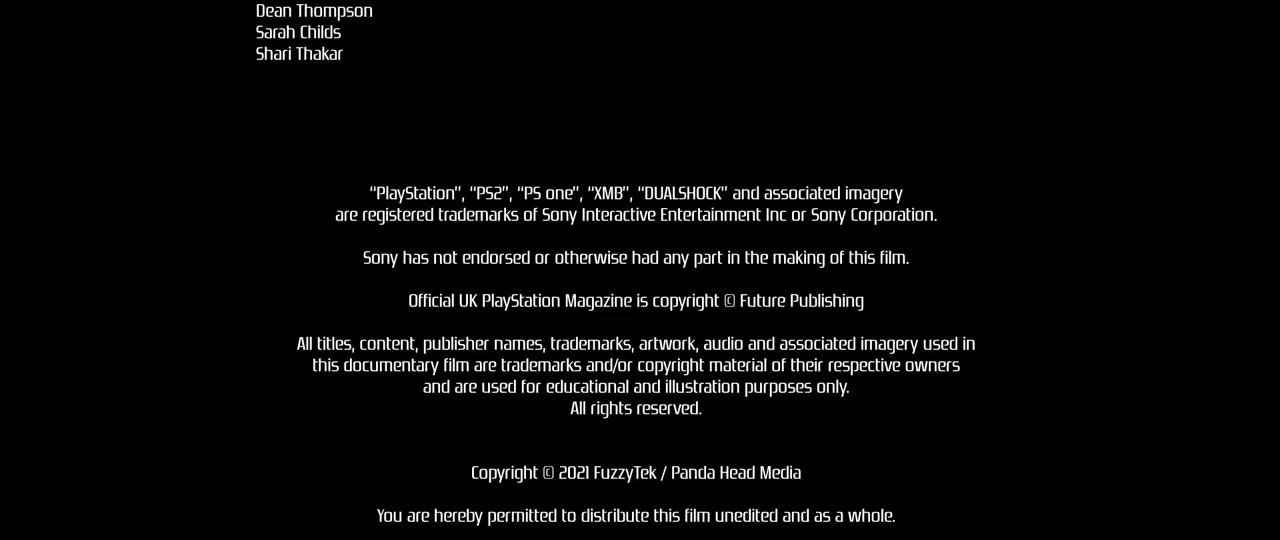 Dean Thompson
Sarah Childs
Shari Thakar
“PlayStation”, “PS2”, “PS one”, “XMB”, “DUALSHOCK” and associated imagery
are registered trademarks of Sony Interactive Entertainment Inc or Sony Corporation.
Sony has not endorsed or otherwise had any part in the making of this film.
Official UK PlayStation Magazine is copyright © Future Publishing
All titles, content, publisher names, trademarks, artwork, audio and associated imagery used in
this documentary film are trademarks and/or copyright material of their respective owners
and are used for educational and illustration purposes only.
All rights reserved.
Copyright © 2021 FuzzyTek / Panda Head Media
You are hereby permitted to distribute this film unedited and as a whole.